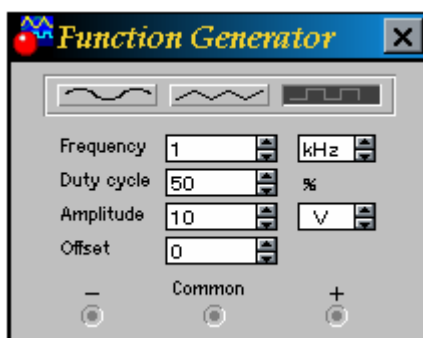 Function Generator
Frequency 1 kHz
Duty cycle 50 %
Amplitude 10 V
Offset 0
− Common +